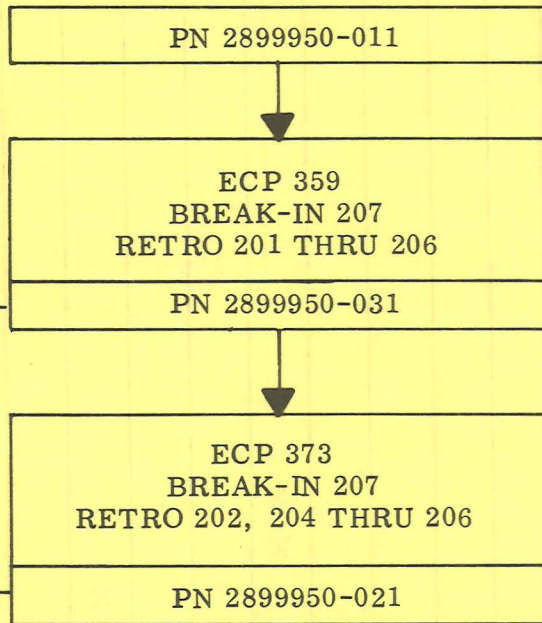 PN 2899950-011
ECP 359
BREAK-IN 207
RETRO 201 THRU 206
PN 2899950-031
ECP 373
BREAK-IN 207
RETRO 202, 204 THRU 206
PN 2899950-021